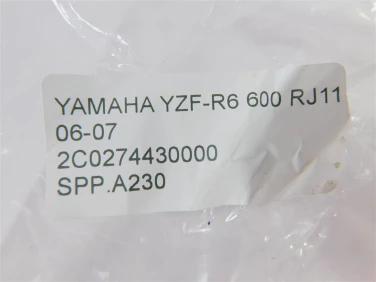 YAMAHA YZF-R6 600 RJ11
06-07
2C0274430000
SPP.A230